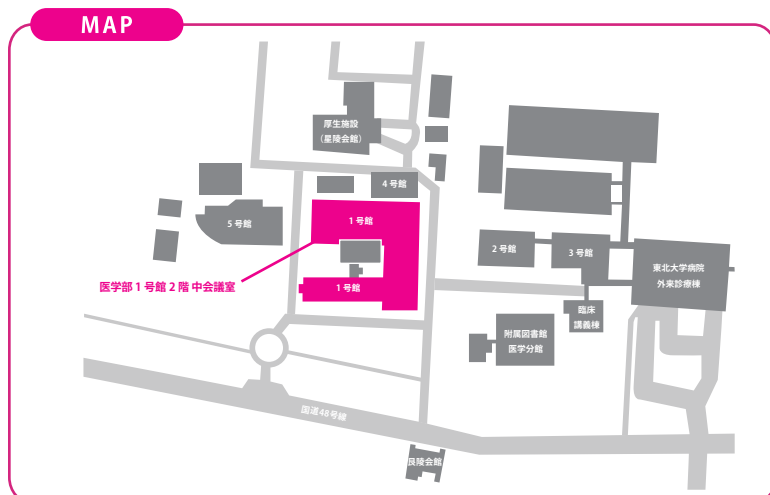 MAP
厚生施設
（星陵会館）
4号館
5号館
1号館
2号館
3号館
東北大学病院
外来診療棟
医学部1号館2階 中会議室
1号館
臨床
講義棟
附属図書館
医学分館
国道48号線
艮陵会館